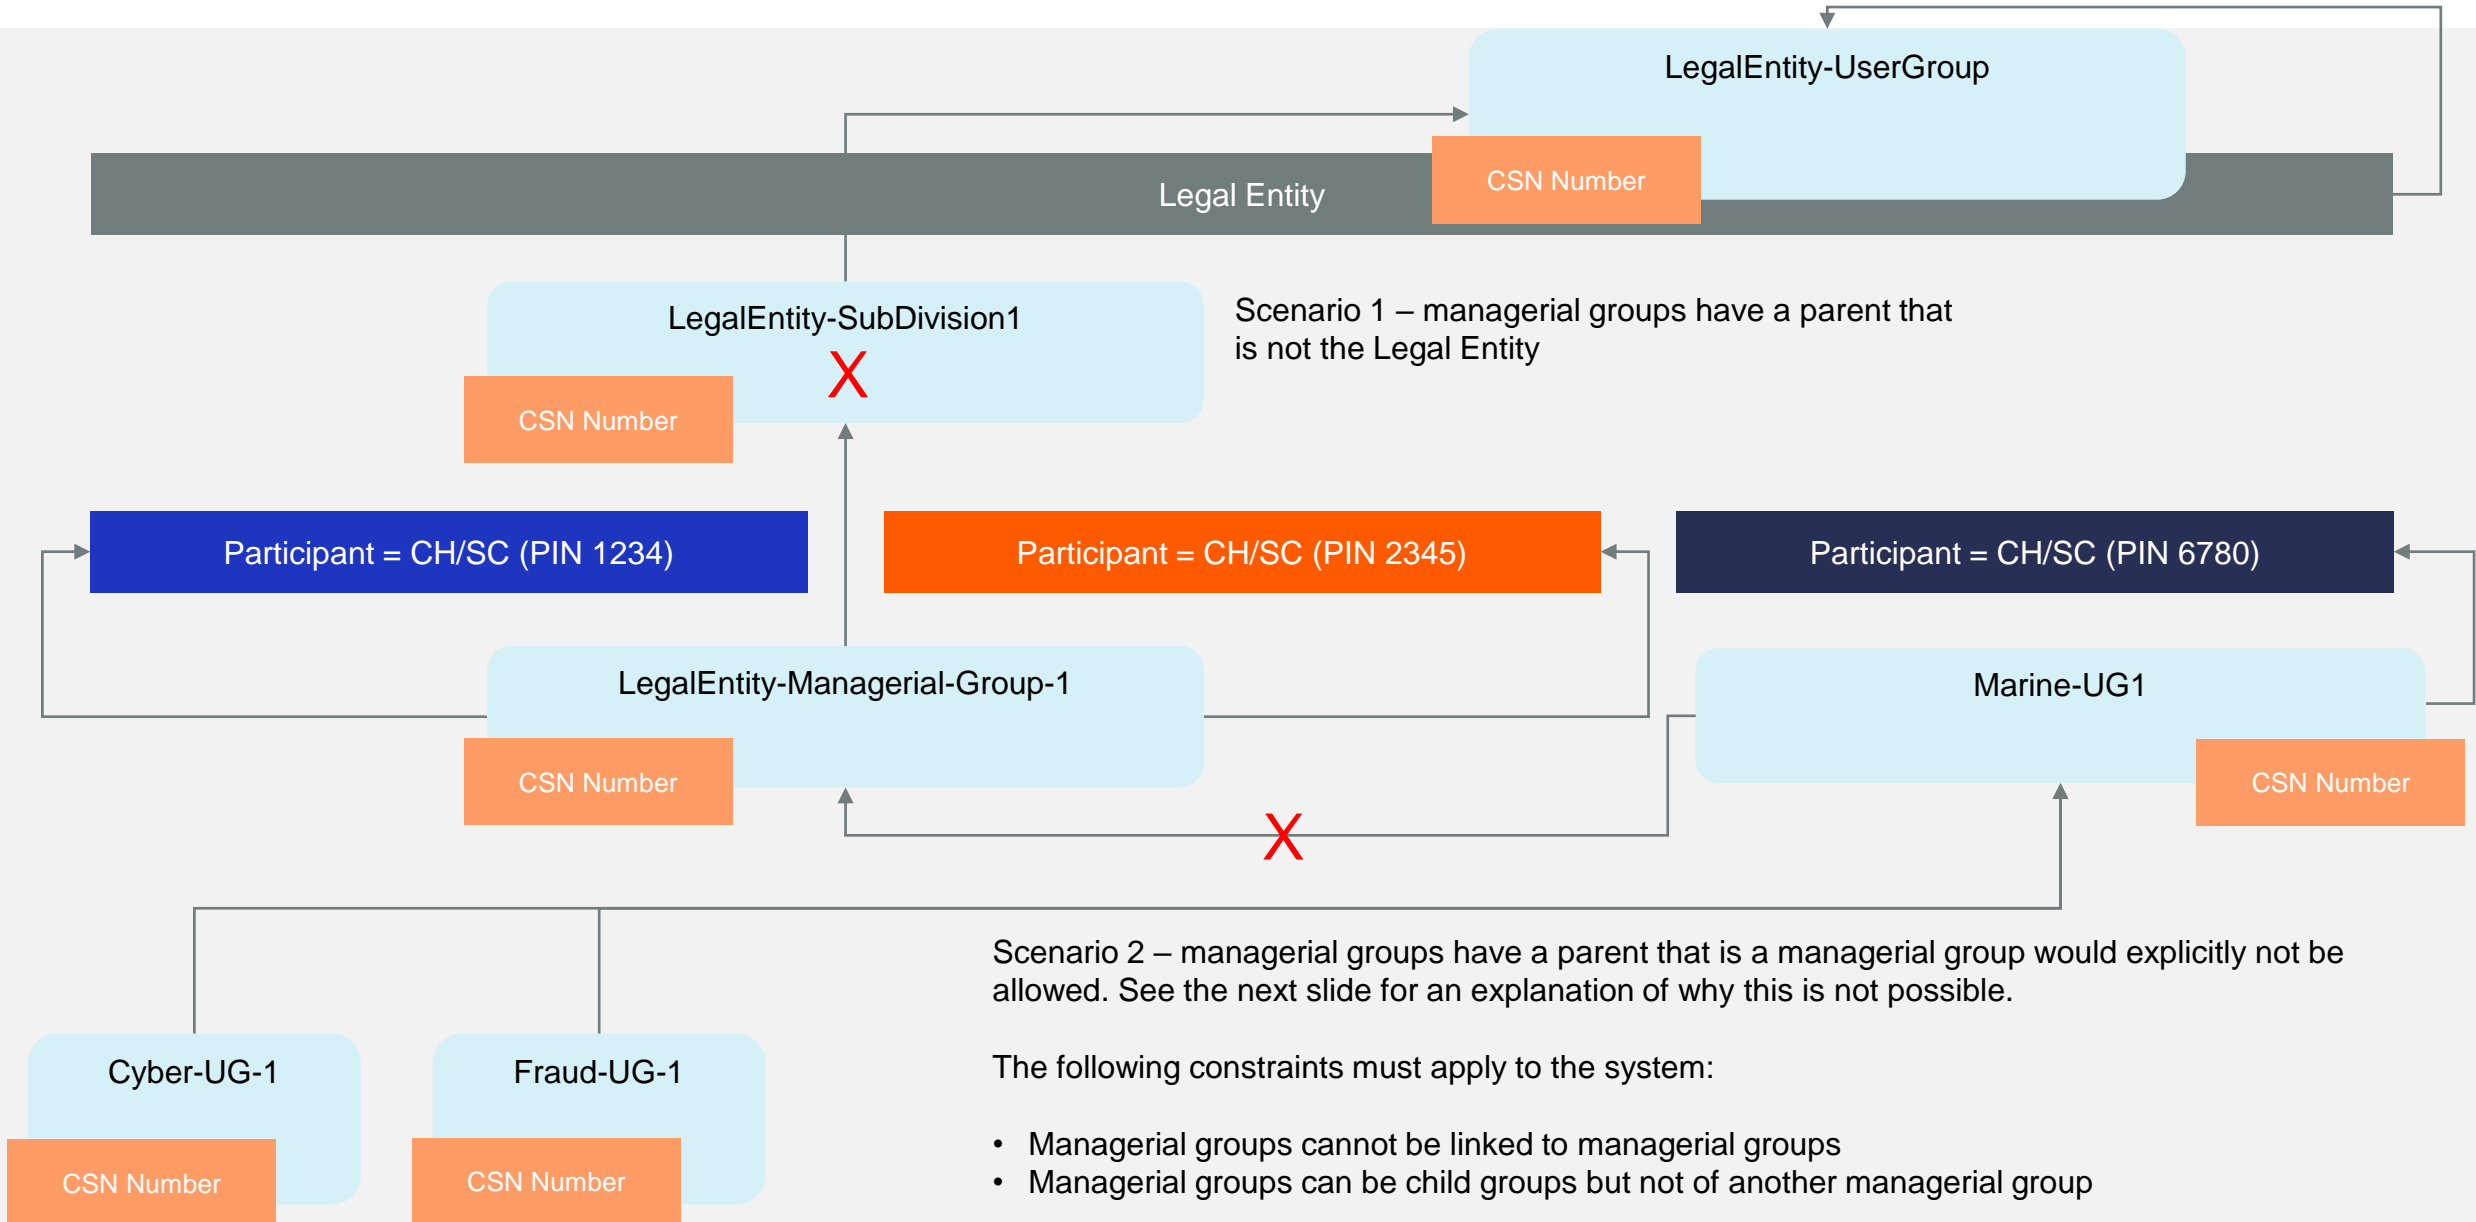 LegalEntity-UserGroup
CSN Number
Legal Entity
LegalEntity-SubDivision1
X
CSN Number
Scenario 1 – managerial groups have a parent that
is not the Legal Entity
Participant = CH/SC (PIN 1234)
Participant = CH/SC (PIN 2345)
Participant = CH/SC (PIN 6780)
LegalEntity-Managerial-Group-1
CSN Number
Marine-UG1
CSN Number
X
Scenario 2 – managerial groups have a parent that is a managerial group would explicitly not be
allowed. See the next slide for an explanation of why this is not possible.
The following constraints must apply to the system:
• Managerial groups cannot be linked to managerial groups
• Managerial groups can be child groups but not of another managerial group
Cyber-UG-1
CSN Number
Fraud-UG-1
CSN Number